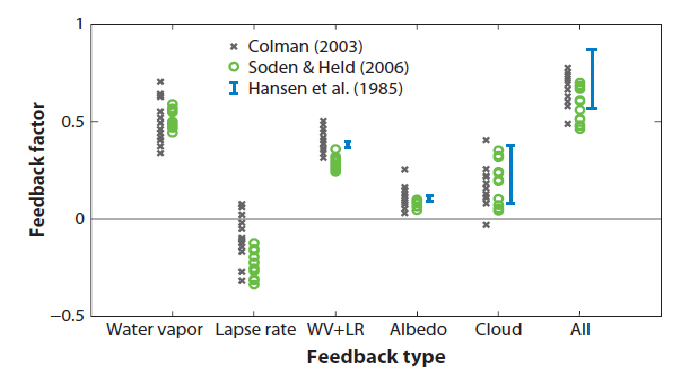 1
0.5
0
−0.5
Feedback factor
× Colman (2003)
Soden & Held (2006)
Hansen et al. (1985)
Water vapor Lapse rate WV+LR Albedo Cloud All
Feedback type